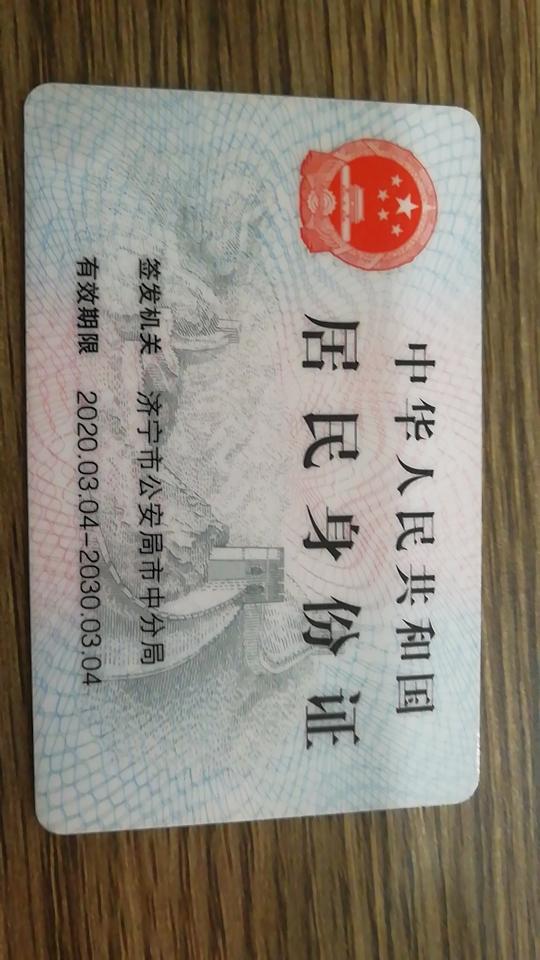 中华人民共和国
居民身份证
签发机关 济宁市公安局市中分局
有效期限 2020.03.04-2030.03.04